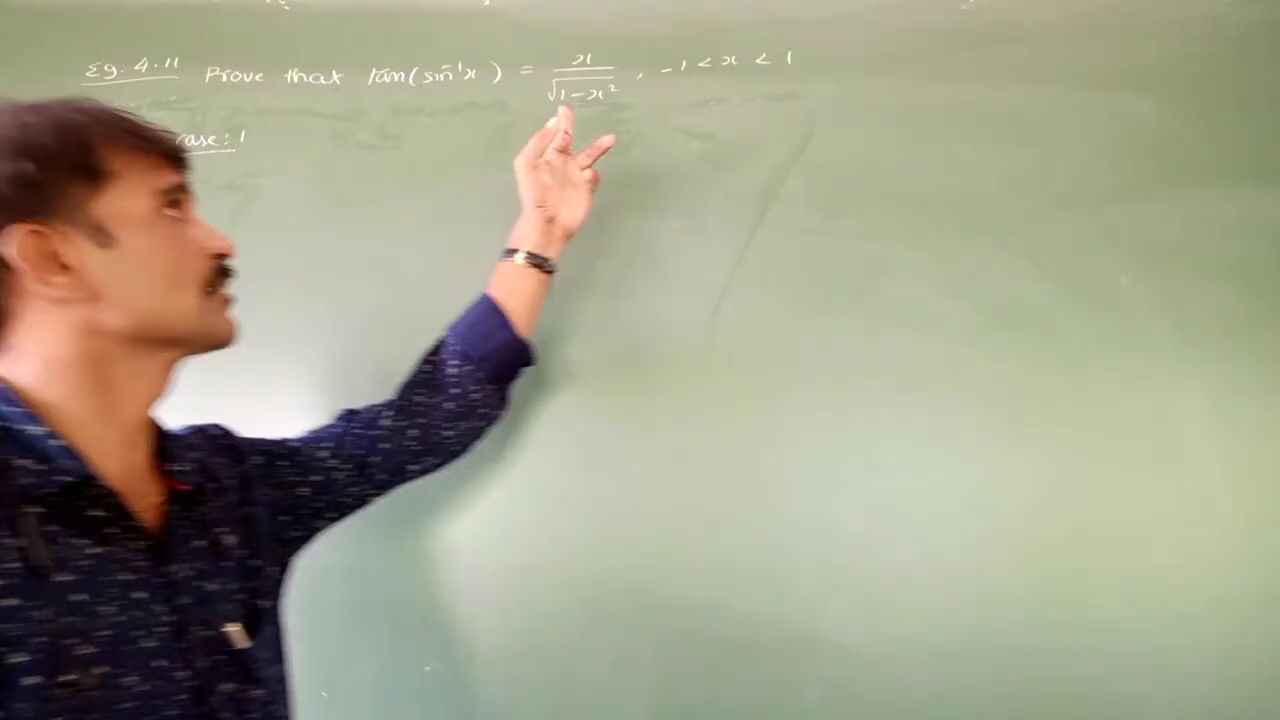 Eg. 4.11 Prove that tan(sin⁻¹x) = x/√(1-x²), -1 < x < 1
case: 1